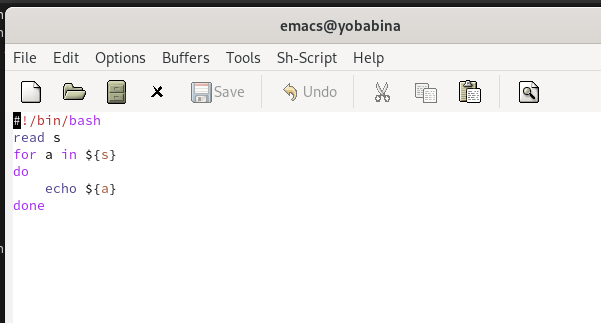 emacs@yobabina
File Edit Options Buffers Tools Sh-Script Help
Save Undo
#!/bin/bash
read s
for a in ${s}
do
    echo ${a}
done